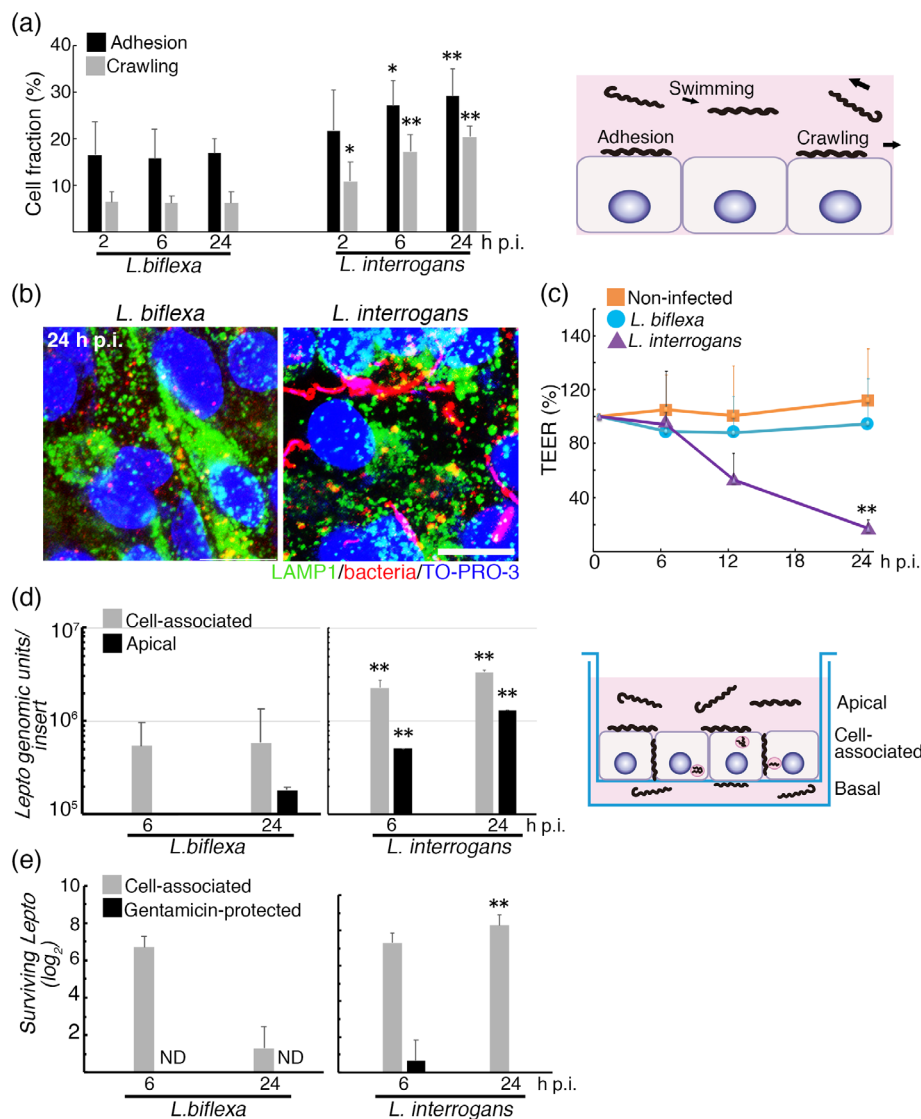 (a)
Adhesion
Crawling
Cell fraction (%)
40
30
20
10
* ** * ** **
2 6 24 2 6 24 h p.i.
L.biflexa L. interrogans
Swimming
Adhesion Crawling
(b)
L. biflexa L. interrogans
24 h p.i.
LAMP1/bacteria/TO-PRO-3
(c)
Non-infected
L. biflexa
L. interrogans
TEER (%)
140
120
80
40
**
0 6 12 18 24 h p.i.
(d)
Cell-associated
Apical
Lepto genomic units/
insert
10⁷
10⁶
10⁵
** ** ** **
6 24 6 24 h p.i.
L.biflexa L. interrogans
Apical
Cell-
associated
Basal
(e)
Cell-associated
Gentamicin-protected
Surviving Lepto
(log₂)
10
8
6
4
2
**
ND ND
6 24 6 24 h p.i.
L.biflexa L. interrogans